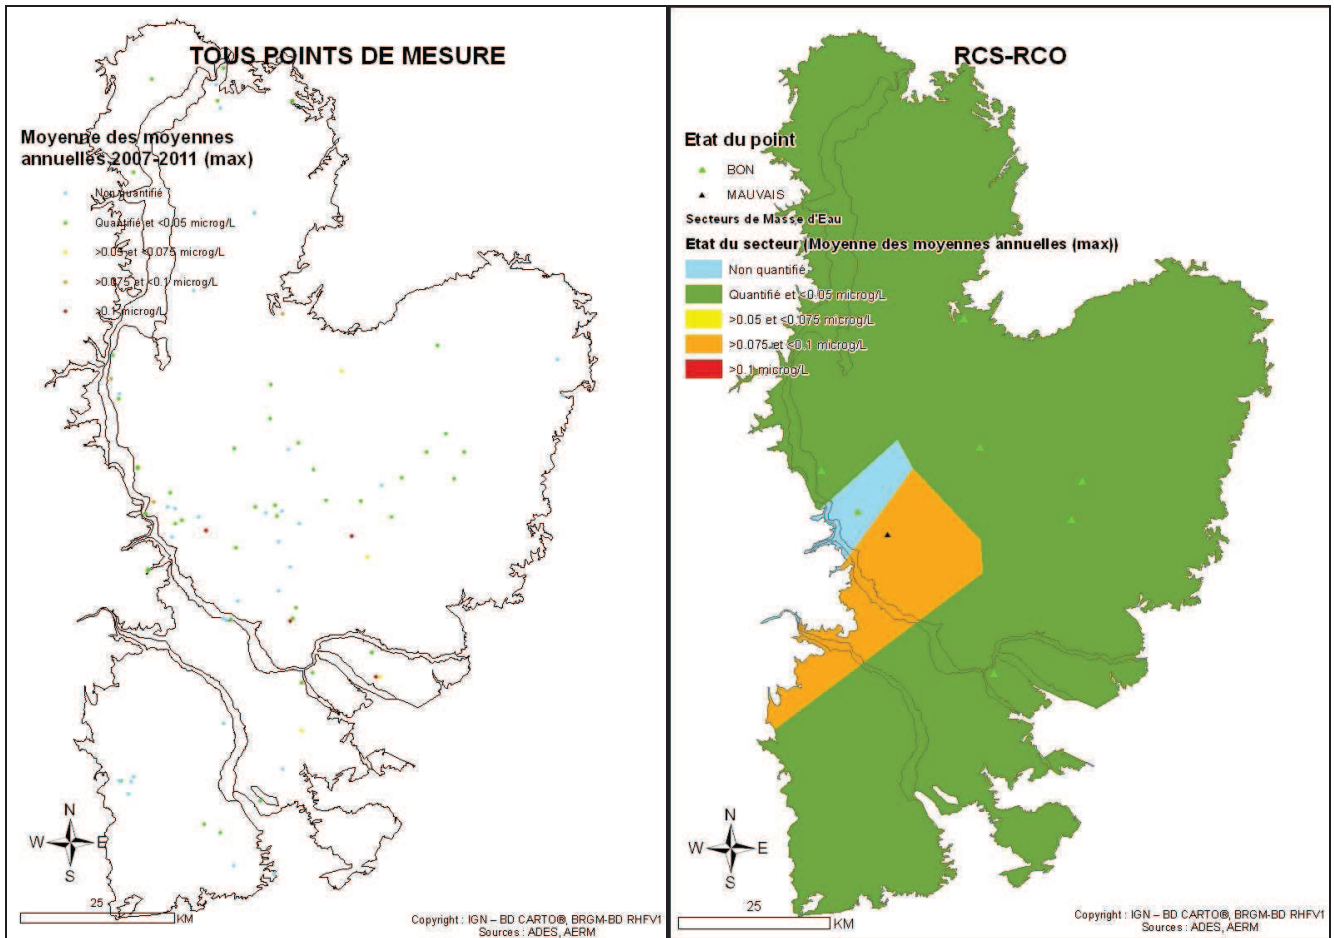 TOUS POINTS DE MESURE
Moyenne des moyennes
annuelles 2007-2011 (max)
Non quantifié
Quantifié et <0.05 microg/L
>0.05 et <0.075 microg/L
>0.075 et <0.1 microg/L
>0.1 microg/L
N
W E
S
25
KM
Copyright : IGN – BD CARTO®, BRGM-BD RHFV1
Sources : ADES, AERM
RCS-RCO
Etat du point
BON
MAUVAIS
Secteurs de Masse d'Eau
Etat du secteur (Moyenne des moyennes annuelles (max))
Non quantifié
Quantifié et <0.05 microg/L
>0.05 et <0.075 microg/L
>0.075 et <0.1 microg/L
>0.1 microg/L
N
W E
S
25
KM
Copyright : IGN – BD CARTO®, BRGM-BD RHFV1
Sources : ADES, AERM